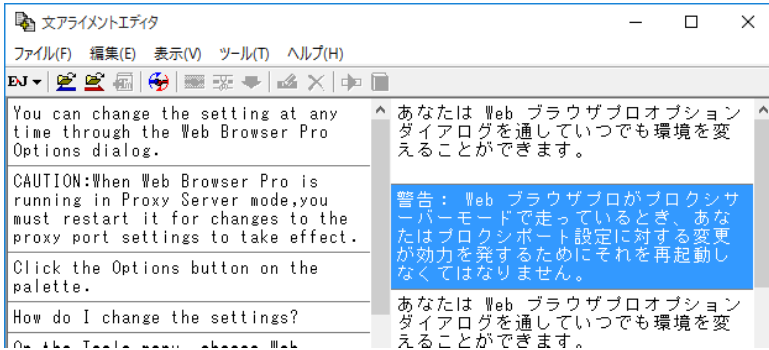 文アライメントエディタ
ファイル(F) 編集(E) 表示(V) ツール(T) ヘルプ(H)
EXJ
You can change the setting at any
time through the Web Browser Pro
Options dialog.
CAUTION:When Web Browser Pro is
running in Proxy Server mode,you
must restart it for changes to the
proxy port settings to take effect.
Click the Options button on the
palette.
How do I change the settings?
On the Tools menu, choose Web
あなたは Web ブラウザプロオプション
ダイアログを通していつでも環境を変
えることができます。
警告： Web ブラウザプロがプロクシサ
ーバーモードで走っているとき、あな
たはプロクシポート設定に対する変更
が効力を発するためにそれを再起動し
なくてはなりません。
あなたは Web ブラウザプロオプション
ダイアログを通していつでも環境を変
えることができます。